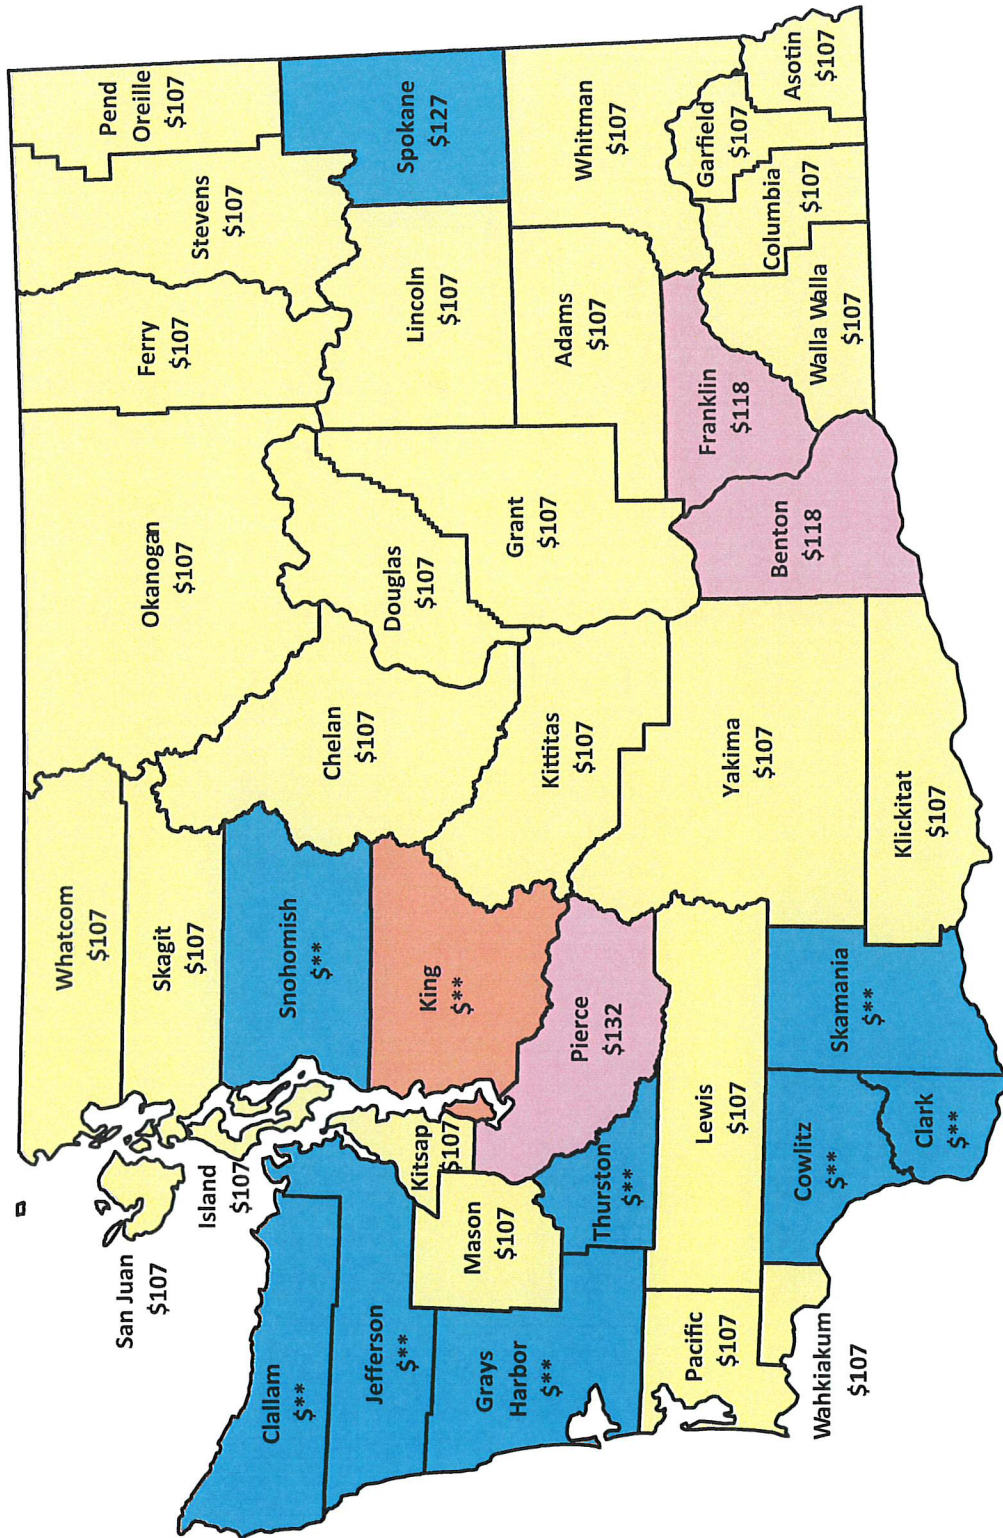 Whatcom
$107
Skagit
$107
San Juan
$107
Island
$107
Snohomish
$**
King
$**
Pierce
$132
Kitsap
$107
Clallam
$**
Jefferson
$**
Grays
Harbor
$**
Mason
$107
Thurston
$**
Pacific
$107
Wahkiakum
$107
Lewis
$107
Cowlitz
$**
Clark
$**
Skamania
$**
Okanogan
$107
Chelan
$107
Douglas
$107
Kittitas
$107
Grant
$107
Yakima
$107
Klickitat
$107
Benton
$118
Franklin
$118
Ferry
$107
Stevens
$107
Pend
Oreille
$107
Lincoln
$107
Spokane
$127
Adams
$107
Whitman
$107
Walla Walla
$107
Columbia
$107
Garfield
$107
Asotin
$107